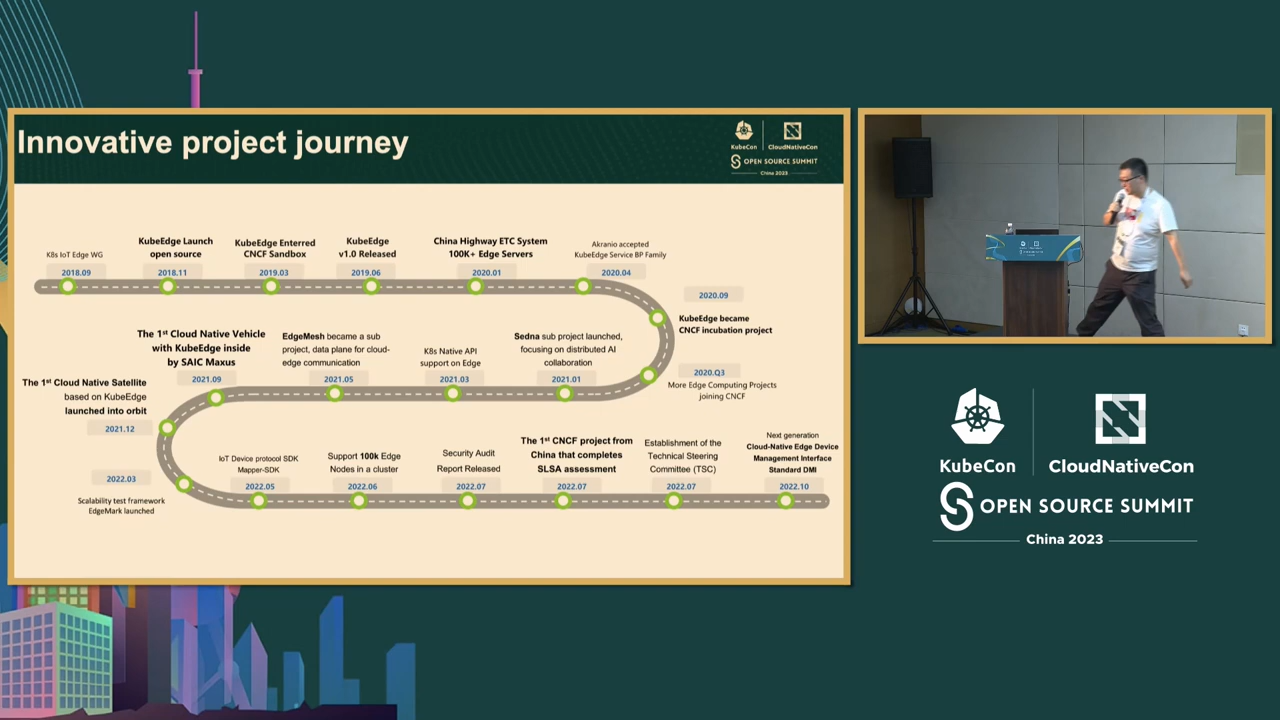 Innovative project journey
KubeCon
CloudNativeCon
OPEN SOURCE SUMMIT
China 2023
K8s IoT Edge WG
2018.09
KubeEdge Launch
open source
2018.11
KubeEdge Enterred
CNCF Sandbox
2019.03
KubeEdge
v1.0 Released
2019.06
China Highway ETC System
100K+ Edge Servers
2020.01
Akranio accepted
KubeEdge Service BP Family
2020.04
2020.09
KubeEdge became
CNCF incubation project
2020.Q3
More Edge Computing Projects
joining CNCF
Sedna sub project launched,
focusing on distributed AI
collaboration
2021.01
K8s Native API
support on Edge
2021.03
EdgeMesh became a sub
project, data plane for cloud-
edge communication
2021.05
The 1st Cloud Native Vehicle
with KubeEdge inside
by SAIC Maxus
2021.09
The 1st Cloud Native Satellite
based on KubeEdge
launched into orbit
2021.12
2022.03
Scalability test framework
EdgeMark launched
IoT Device protocol SDK
Mapper-SDK
2022.05
Support 100k Edge
Nodes in a cluster
2022.06
Security Audit
Report Released
2022.07
The 1st CNCF project from
China that completes
SLSA assessment
2022.07
Establishment of the
Technical Steering
Committee (TSC)
2022.07
Next generation
Cloud-Native Edge Device
Management Interface
Standard DMI
2022.10
KubeCon
CloudNativeCon
OPEN SOURCE SUMMIT
China 2023